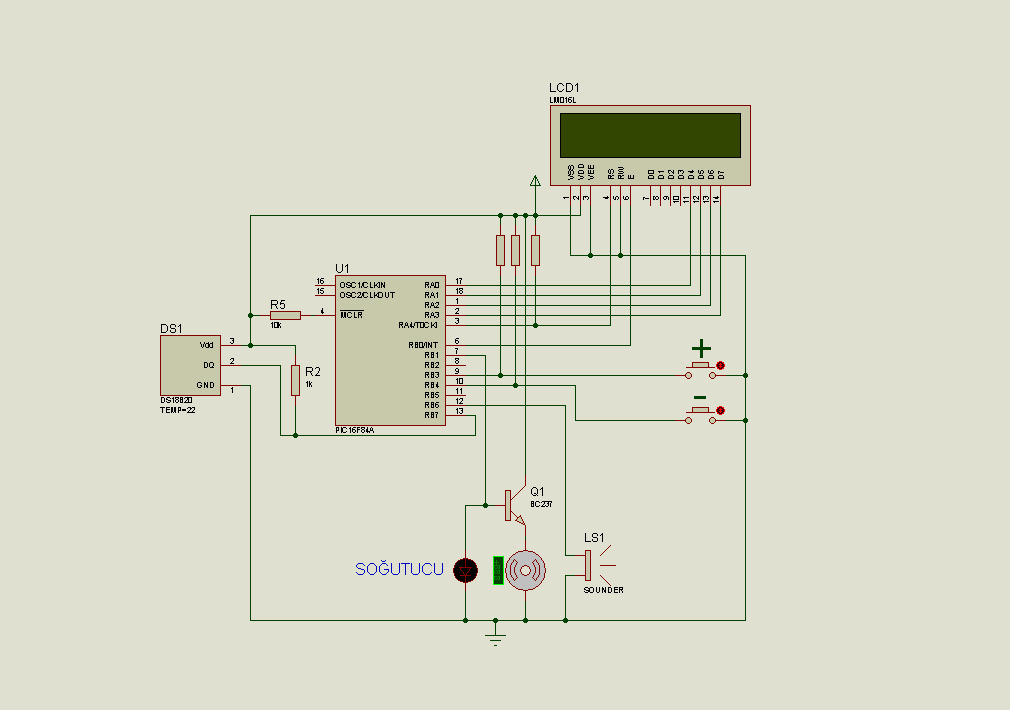 LCD1
LM016L
VSS
VDD
VEE
RS
RW
E
D0
D1
D2
D3
D4
D5
D6
D7
1
2
3
4
5
6
7
8
9
10
11
12
13
14
U1
16 OSC1/CLKIN RA0 17
15 OSC2/CLKOUT RA1 18
RA2 1
4 MCLR RA3 2
RA4/T0CKI 3
RB0/INT 6
RB1 7
RB2 8
RB3 9
RB4 10
RB5 11
RB6 12
RB7 13
PIC16F84A
R5
10k
DS1
Vdd 3
DQ 2
GND 1
DS18B20
TEMP=22
R2
1k
+
-
Q1
BC237
SOĞUTUCU
LS1
SOUNDER